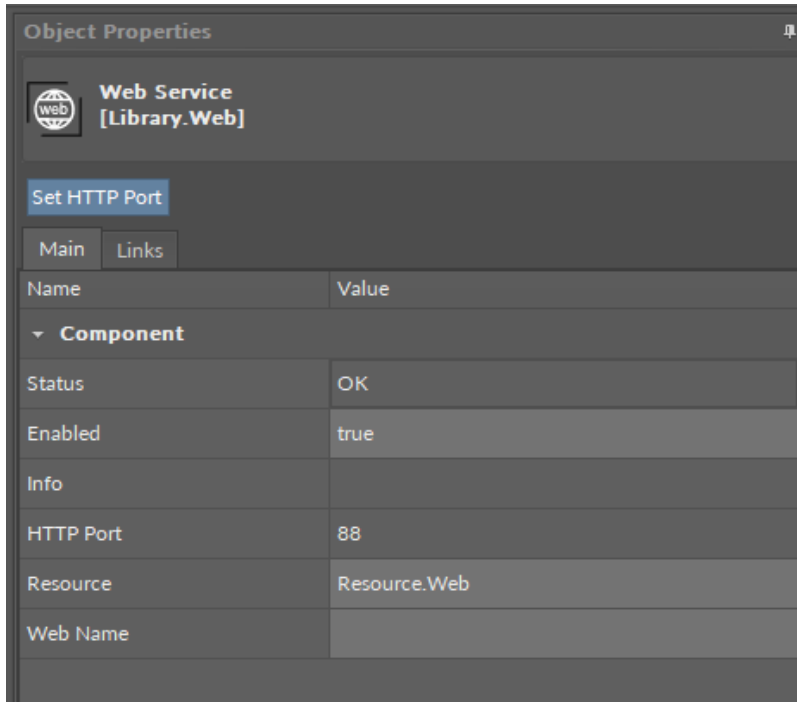 Object Properties
web
Web Service
[Library.Web]
Set HTTP Port
Main Links
Name Value
Component
Status OK
Enabled true
Info
HTTP Port 88
Resource Resource.Web
Web Name